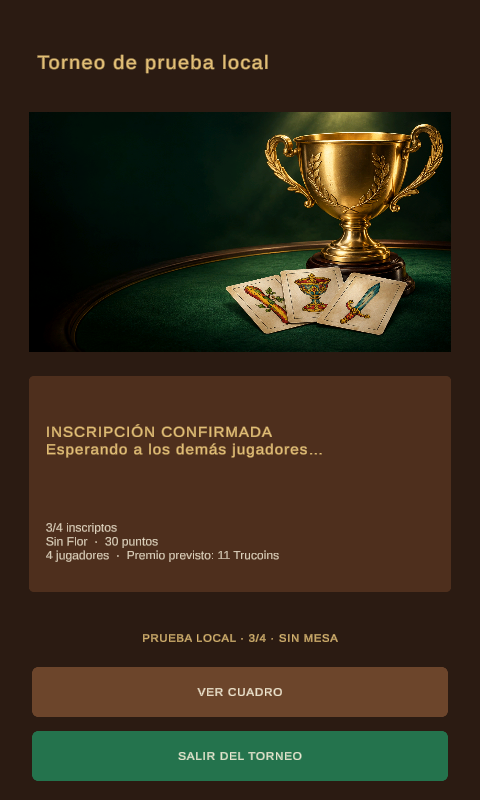 Torneo de prueba local
INSCRIPCIÓN CONFIRMADA
Esperando a los demás jugadores...
3/4 inscriptos
Sin Flor · 30 puntos
4 jugadores · Premio previsto: 11 Trucoins
PRUEBA LOCAL · 3/4 · SIN MESA
VER CUADRO
SALIR DEL TORNEO